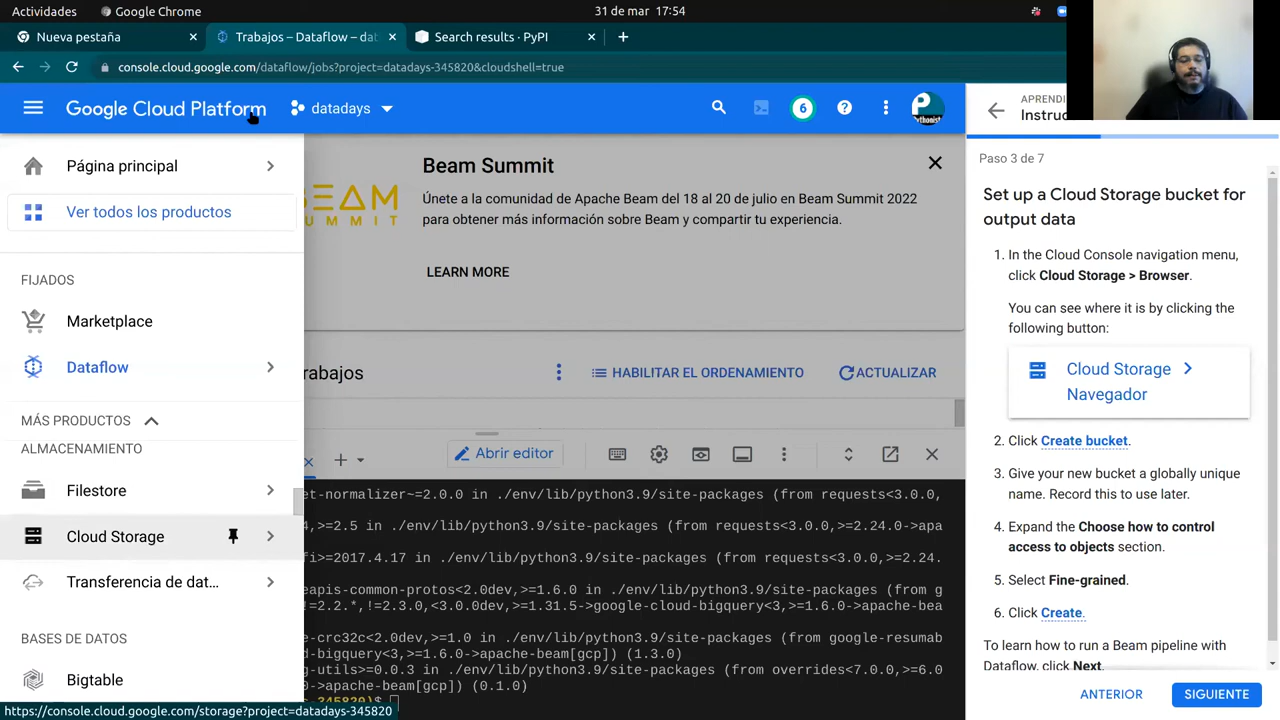 Actividades
Google Chrome
31 de mar 17:54
Nueva pestaña
Trabajos – Dataflow – dat
Search results · PyPI
console.cloud.google.com/dataflow/jobs?project=datadays-345820&cloudshell=true
Google Cloud Platform
datadays
6
Pythonist
APRENDI
Instruc
Página principal
Ver todos los productos
FIJADOS
Marketplace
Dataflow
MÁS PRODUCTOS
ALMACENAMIENTO
Filestore
Cloud Storage
Transferencia de dat...
BASES DE DATOS
Bigtable
https://console.cloud.google.com/storage?project=datadays-345820
BEAM
SUMMIT
Beam Summit
Únete a la comunidad de Apache Beam del 18 al 20 de julio en Beam Summit 2022
para obtener más información sobre Beam y compartir tu experiencia.
LEARN MORE
rabajos
HABILITAR EL ORDENAMIENTO
ACTUALIZAR
Abrir editor
et-normalizer~=2.0.0 in ./env/lib/python3.9/site-packages (from requests<3.0.0,
4,>=2.5 in ./env/lib/python3.9/site-packages (from requests<3.0.0,>=2.24.0->apa
fi>=2017.4.17 in ./env/lib/python3.9/site-packages (from requests<3.0.0,>=2.24.
eapis-common-protos<2.0dev,>=1.6.0 in ./env/lib/python3.9/site-packages (from g
!=2.2.*,!=2.3.0,<3.0.0dev,>=1.31.5->google-cloud-bigquery<3,>=1.6.0->apache-bea
e-crc32c<2.0dev,>=1.0 in ./env/lib/python3.9/site-packages (from google-resumab
d-bigquery<3,>=1.6.0->apache-beam[gcp]) (1.3.0)
g-utils>=0.0.3 in ./env/lib/python3.9/site-packages (from overrides<7.0.0,>=6.0
0->apache-beam[gcp]) (0.1.0)
s-345820)$
Paso 3 de 7
Set up a Cloud Storage bucket for
output data
1. In the Cloud Console navigation menu,
click Cloud Storage > Browser.
You can see where it is by clicking the
following button:
Cloud Storage
Navegador
2. Click Create bucket.
3. Give your new bucket a globally unique
name. Record this to use later.
4. Expand the Choose how to control
access to objects section.
5. Select Fine-grained.
6. Click Create.
To learn how to run a Beam pipeline with
Dataflow, click Next.
ANTERIOR
SIGUIENTE